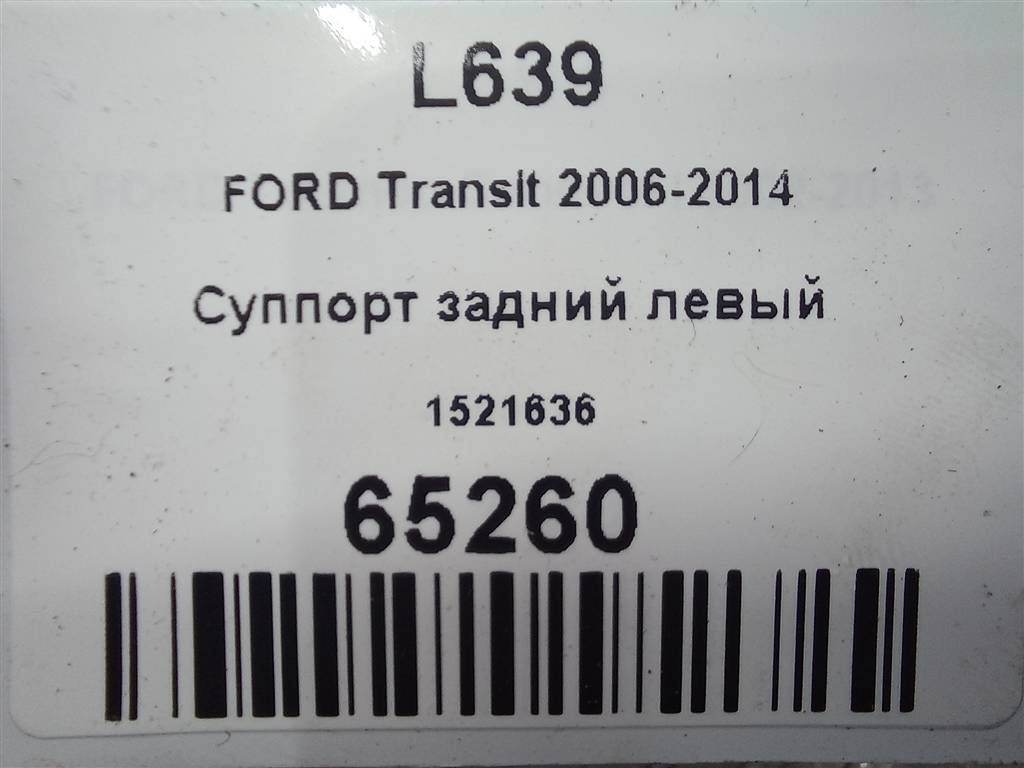 L639
FORD Transit 2006-2014
Суппорт задний левый
1521636
65260